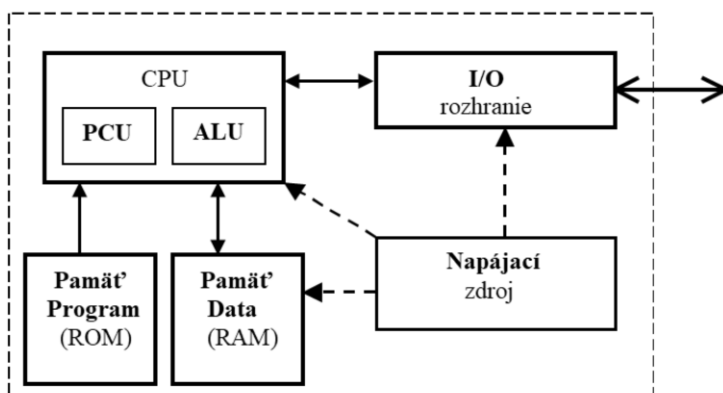 CPU
PCU
ALU
I/O
rozhranie
Pamäť
Program
(ROM)
Pamäť
Data
(RAM)
Napájací
zdroj